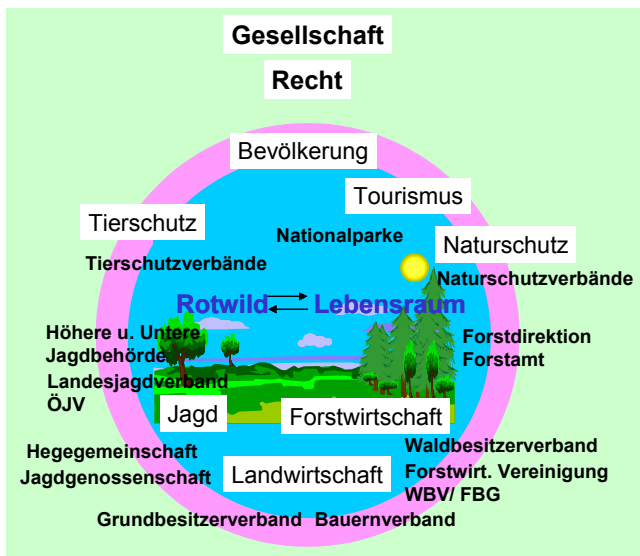 Gesellschaft
Recht
Bevölkerung
Tourismus
Tierschutz
Nationalparke
Naturschutz
Tierschutzverbände
Naturschutzverbände
Rotwild Lebensraum
Höhere u. Untere
Jagdbehörde
Landesjagdverband
ÖJV
Forstdirektion
Forstamt
Jagd
Forstwirtschaft
Hegegemeinschaft
Jagdgenossenschaft
Landwirtschaft
Waldbesitzerverband
Forstwirt. Vereinigung
WBV/ FBG
Grundbesitzerverband Bauernverband